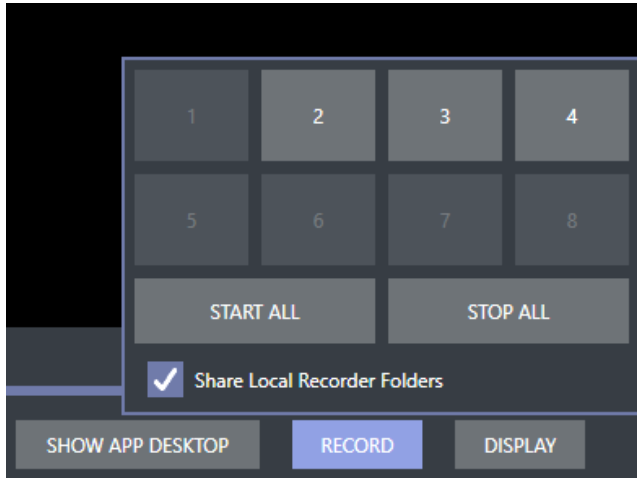 1 2 3 4
5 6 7 8
START ALL STOP ALL
Share Local Recorder Folders
SHOW APP DESKTOP RECORD DISPLAY